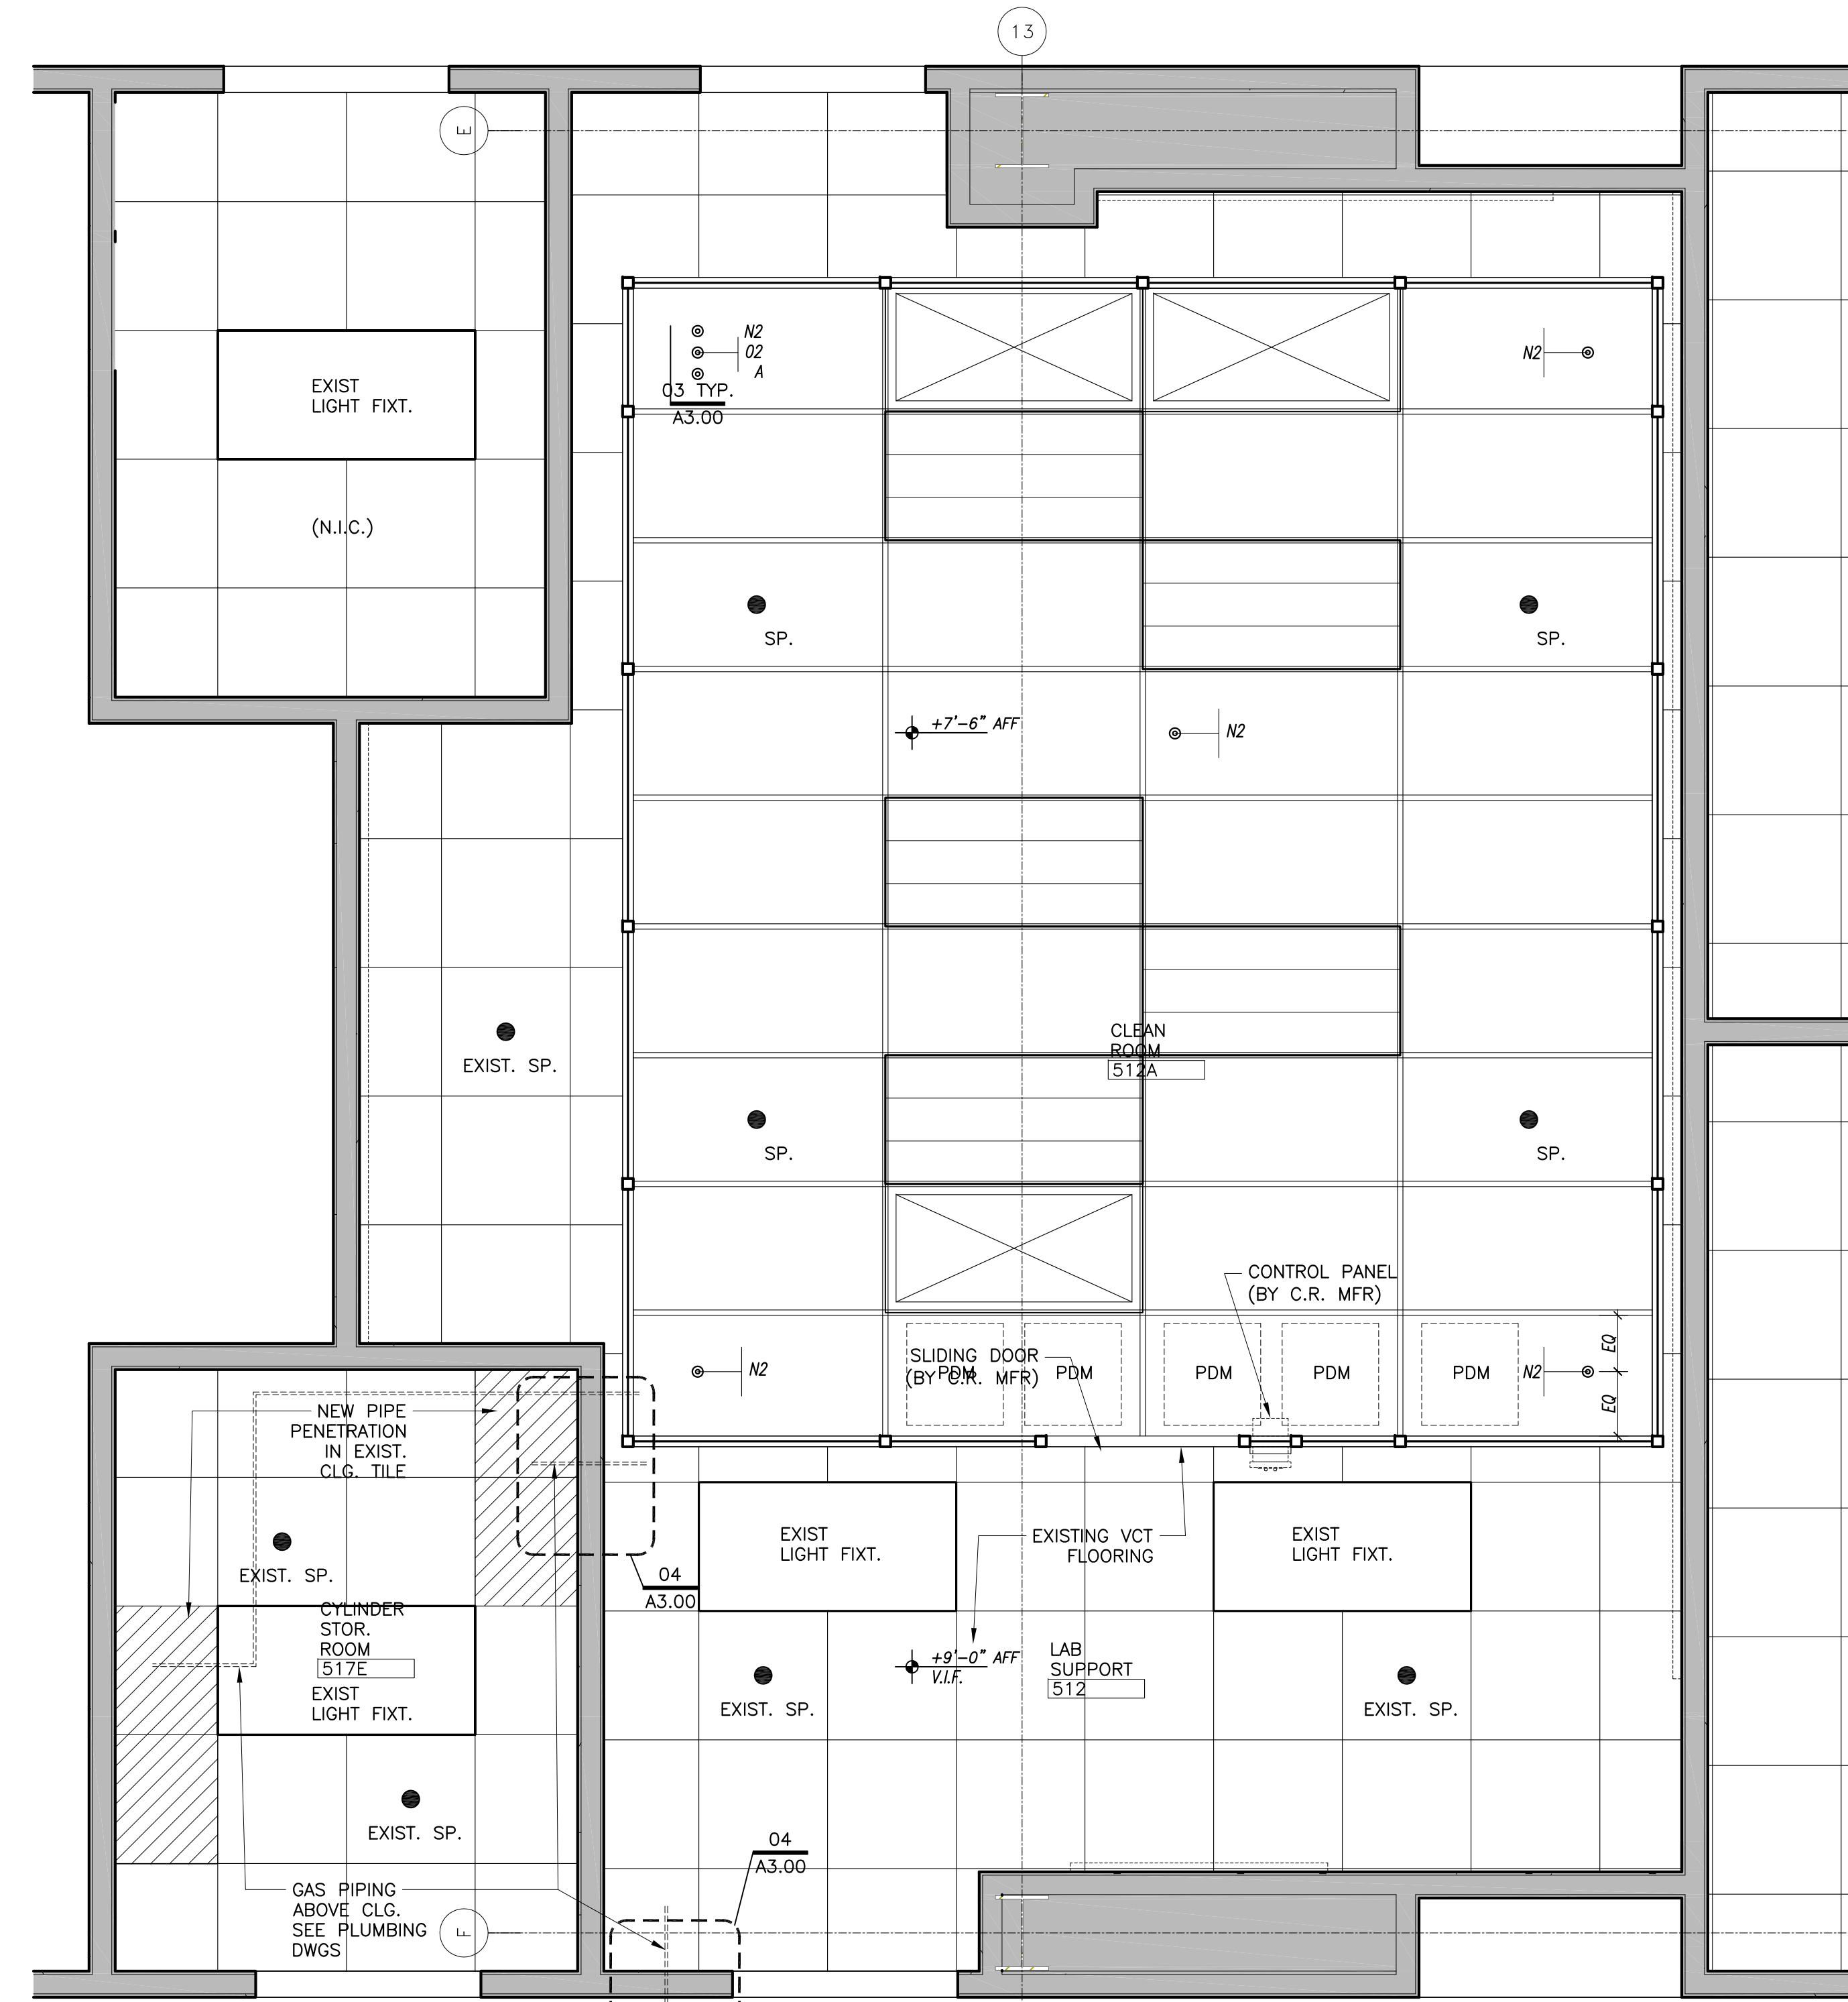 13
E
N2
02
A
03 TYP.
A3.00
N2
EXIST
LIGHT FIXT.
(N.I.C.)
SP.
SP.
+7'-6" AFF
N2
CLEAN
ROOM
512A
EXIST. SP.
SP.
SP.
CONTROL PANEL
(BY C.R. MFR)
SLIDING DOOR
(BY C.R. MFR)
PDM
PDM
PDM
PDM
PDM
N2
N2
EQ
EQ
NEW PIPE
PENETRATION
IN EXIST.
CLG. TILE
EXIST. SP.
EXIST
LIGHT FIXT.
EXISTING VCT
FLOORING
EXIST
LIGHT FIXT.
04
A3.00
CYLINDER
STOR.
ROOM
517E
EXIST
LIGHT FIXT.
+9'-0" AFF
V.I.F.
LAB
SUPPORT
512
EXIST. SP.
EXIST. SP.
EXIST. SP.
04
A3.00
GAS PIPING
ABOVE CLG.
SEE PLUMBING
DWGS
F